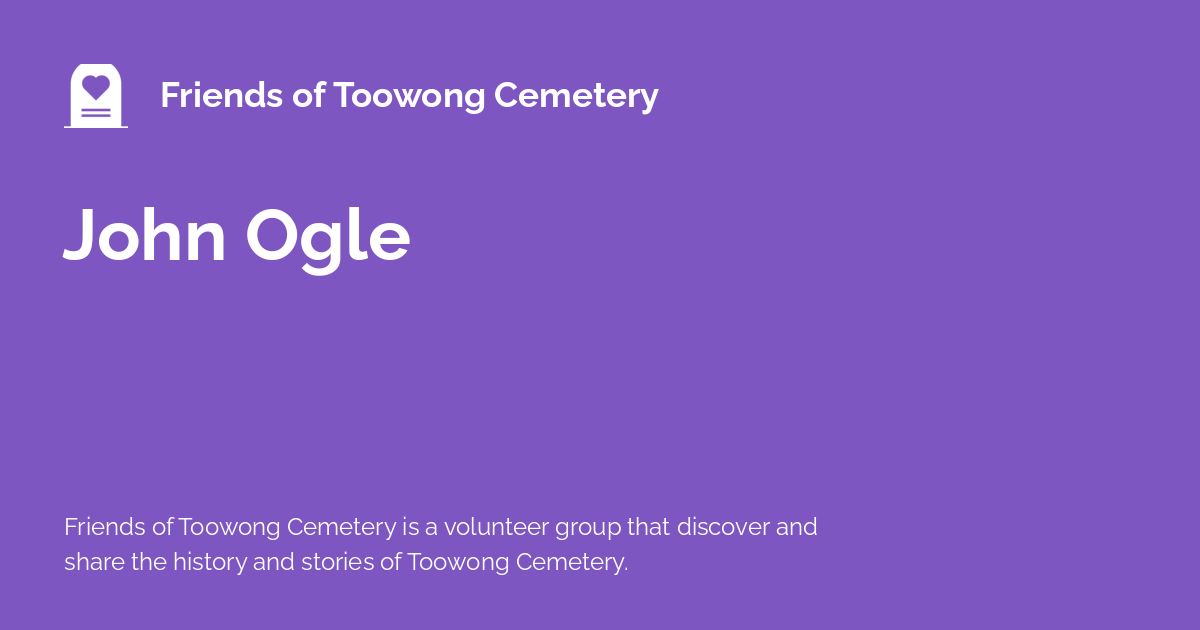 Friends of Toowong Cemetery
John Ogle
Friends of Toowong Cemetery is a volunteer group that discover and
share the history and stories of Toowong Cemetery.